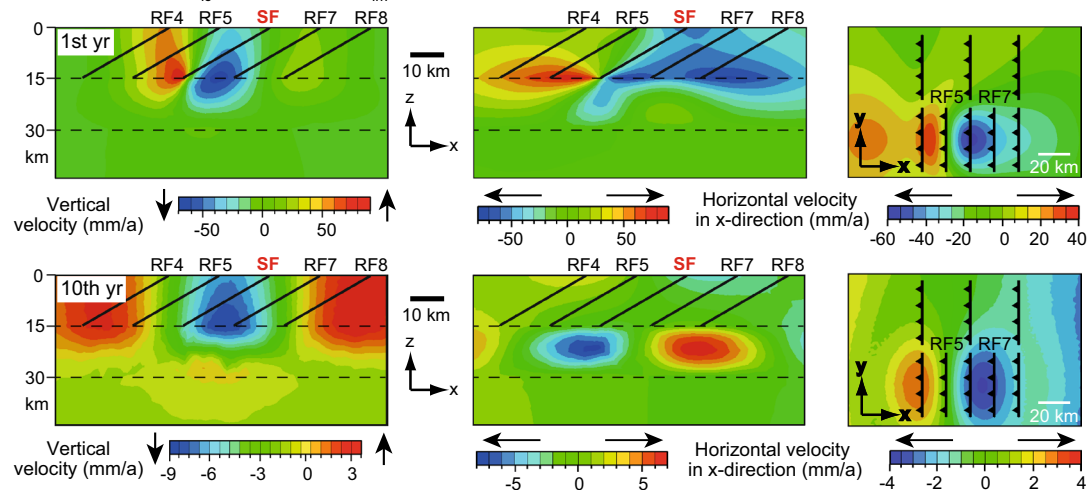 RF4 RF5 SF RF7 RF8
0 1st yr
15
30
km
10 km
z
x
RF4 RF5 SF RF7 RF8
RF5 RF7
y
x
20 km
Vertical
velocity (mm/a)
-50 0 50
-50 0 50
Horizontal velocity
in x-direction (mm/a)
-60 -40 -20 0 20 40
RF4 RF5 SF RF7 RF8
0 10th yr
15
30
km
10 km
z
x
RF4 RF5 SF RF7 RF8
RF5 RF7
y
x
20 km
Vertical
velocity (mm/a)
-9 -6 -3 0 3
-5 0 5
Horizontal velocity
in x-direction (mm/a)
-4 -2 0 2 4